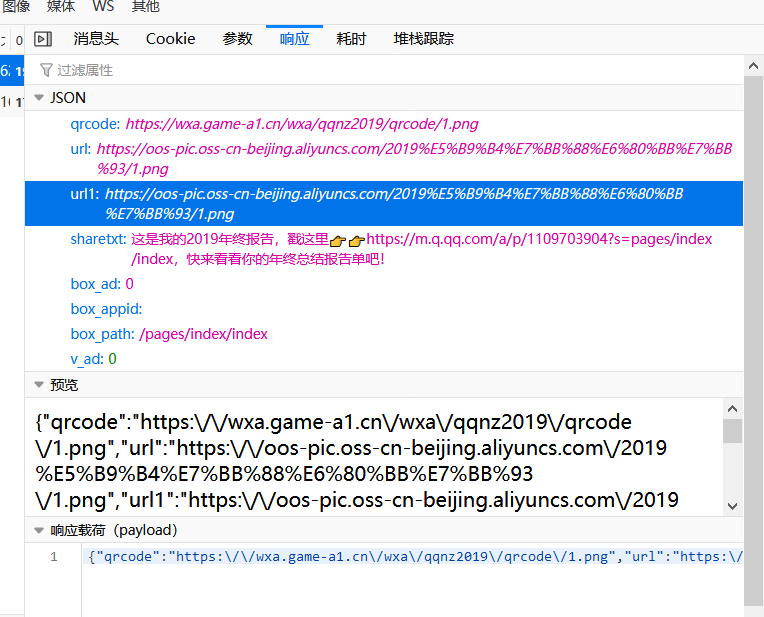 图像 媒体 WS 其他
消息头 Cookie 参数 响应 耗时 堆栈跟踪
过滤属性
JSON
qrcode: https://wxa.game-a1.cn/wxa/qqnz2019/qrcode/1.png
url: https://oos-pic.oss-cn-beijing.aliyuncs.com/2019%E5%B9%B4%E7%BB%88%E6%80%BB%E7%BB
%93/1.png
url1: https://oos-pic.oss-cn-beijing.aliyuncs.com/2019%E5%B9%B4%E7%BB%88%E6%80%BB
%E7%BB%93/1.png
sharetxt: 这是我的2019年终报告，戳这里👉👉https://m.q.qq.com/a/p/1109703904?s=pages/index
/index，快来看看你的年终总结报告单吧！
box_ad: 0
box_appid:
box_path: /pages/index/index
v_ad: 0
预览
{"qrcode":"https:\/\/wxa.game-a1.cn\/wxa\/qqnz2019\/qrcode
\/1.png","url":"https:\/\/oos-pic.oss-cn-beijing.aliyuncs.com\/2019
%E5%B9%B4%E7%BB%88%E6%80%BB%E7%BB%93
\/1.png","url1":"https:\/\/oos-pic.oss-cn-beijing.aliyuncs.com\/2019
响应载荷（payload）
1 {"qrcode":"https:\/\/wxa.game-a1.cn\/wxa\/qqnz2019\/qrcode\/1.png","url":"https:\/